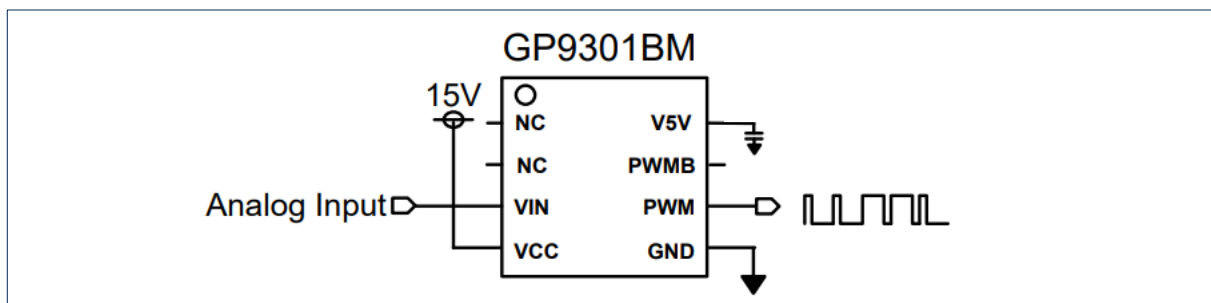 GP9301BM
15V
NC V5V
NC PWMB
Analog Input VIN PWM
VCC GND